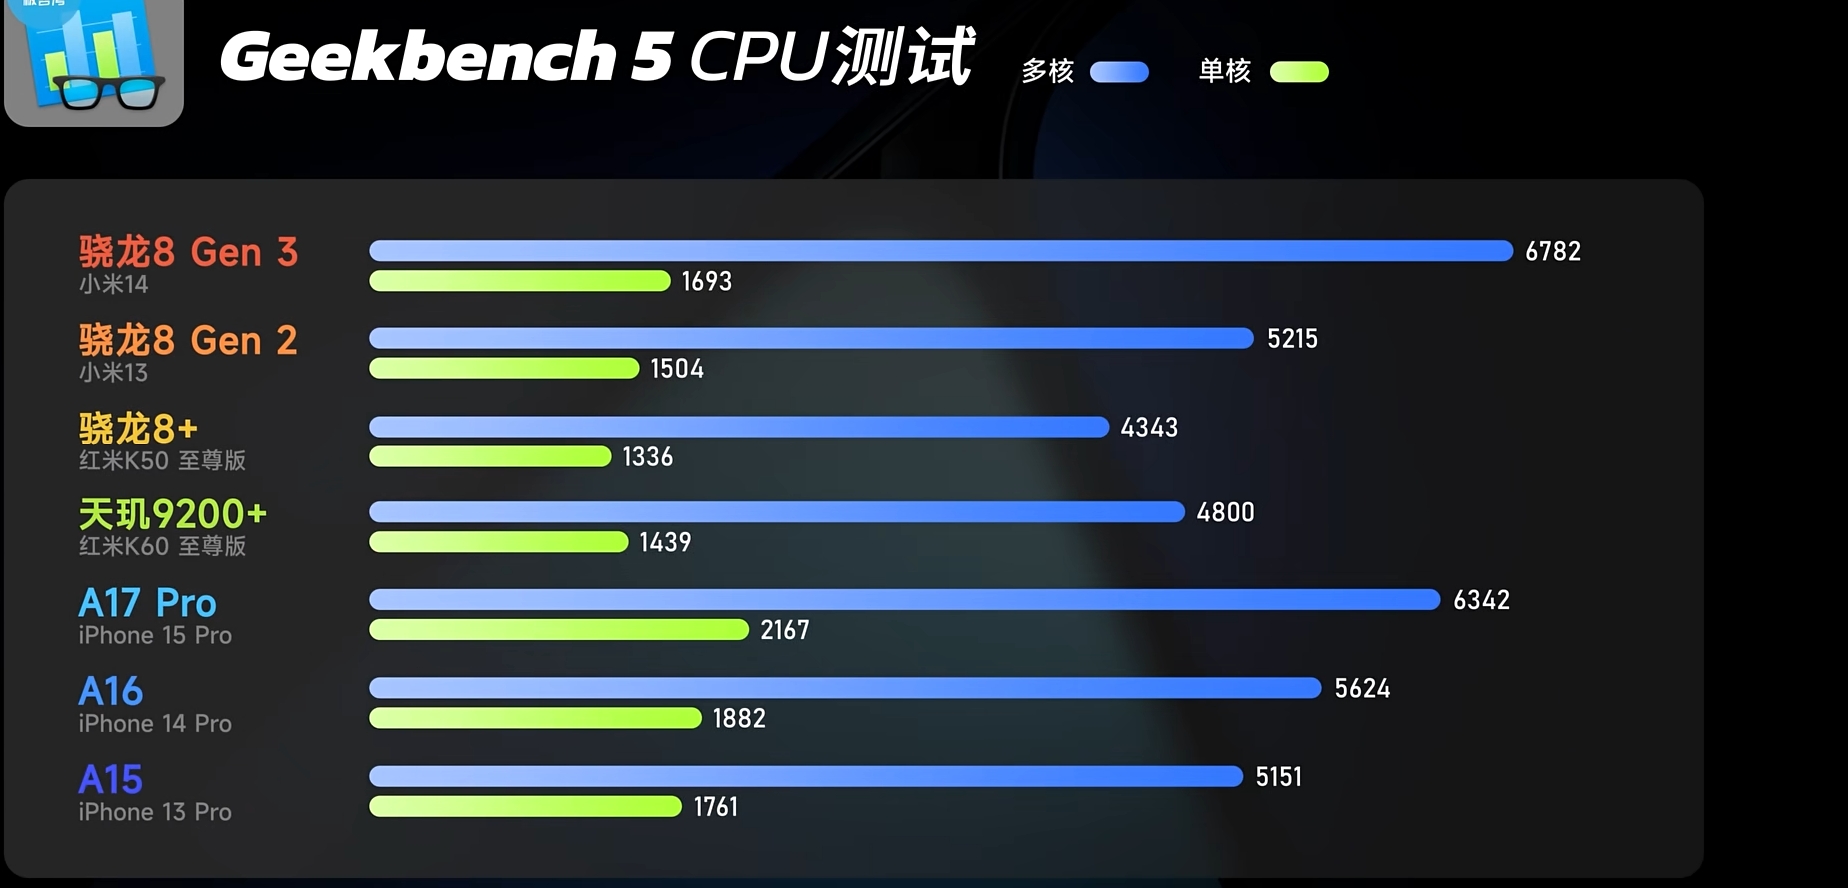 Geekbench 5 CPU测试
多核
单核
骁龙8 Gen 3
小米14
6782
1693
骁龙8 Gen 2
小米13
5215
1504
骁龙8+
红米K50 至尊版
4343
1336
天玑9200+
红米K60 至尊版
4800
1439
A17 Pro
iPhone 15 Pro
6342
2167
A16
iPhone 14 Pro
5624
1882
A15
iPhone 13 Pro
5151
1761